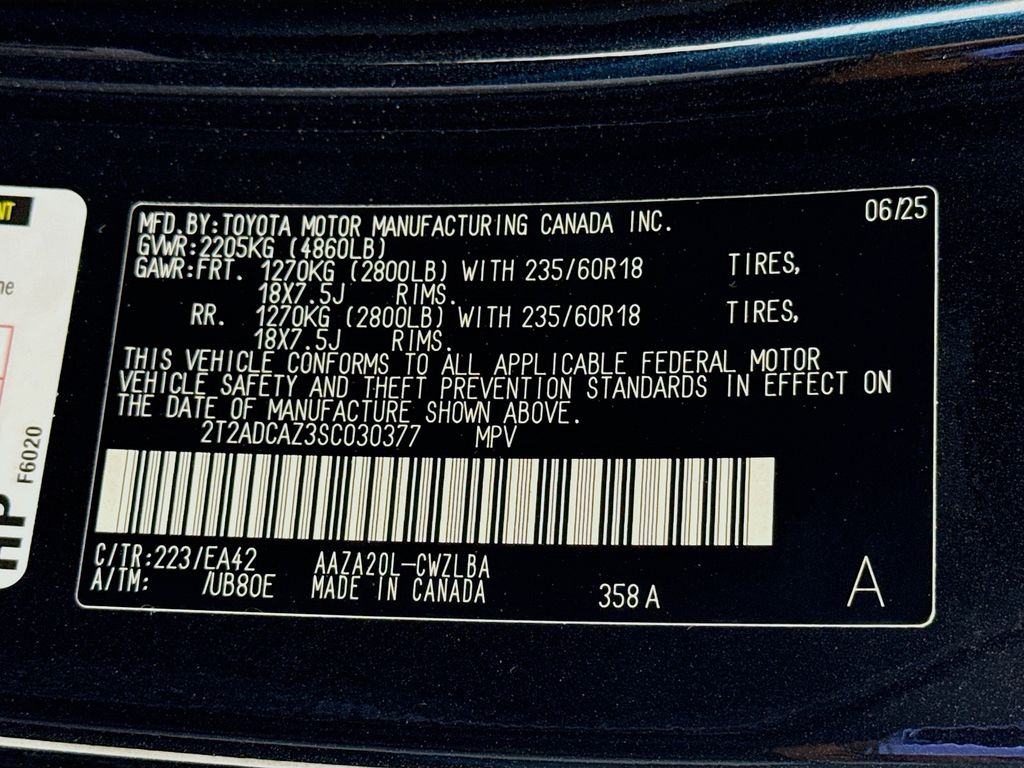 MFD.BY:TOYOTA MOTOR MANUFACTURING CANADA INC. 06/25
GVWR:2205KG (4860LB)
GAWR:FRT. 1270KG (2800LB) WITH 235/60R18 TIRES,
18X7.5J RIMS.
RR. 1270KG (2800LB) WITH 235/60R18 TIRES,
18X7.5J RIMS.
THIS VEHICLE CONFORMS TO ALL APPLICABLE FEDERAL MOTOR
VEHICLE SAFETY AND THEFT PREVENTION STANDARDS IN EFFECT ON
THE DATE OF MANUFACTURE SHOWN ABOVE.
2T2ADCAZ3SC030377 MPV
C/TR:223/EA42 AAZA20L-CWZLBA
A/TM: /UB80E MADE IN CANADA 358A A
F6020